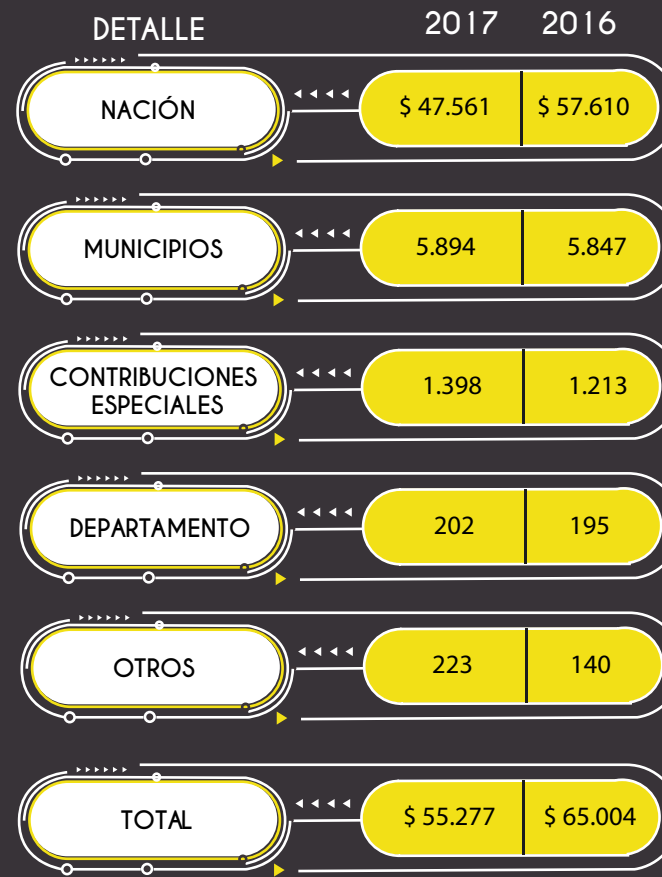 DETALLE 2017 2016
NACIÓN $ 47.561 $ 57.610
MUNICIPIOS 5.894 5.847
CONTRIBUCIONES
ESPECIALES 1.398 1.213
DEPARTAMENTO 202 195
OTROS 223 140
TOTAL $ 55.277 $ 65.004